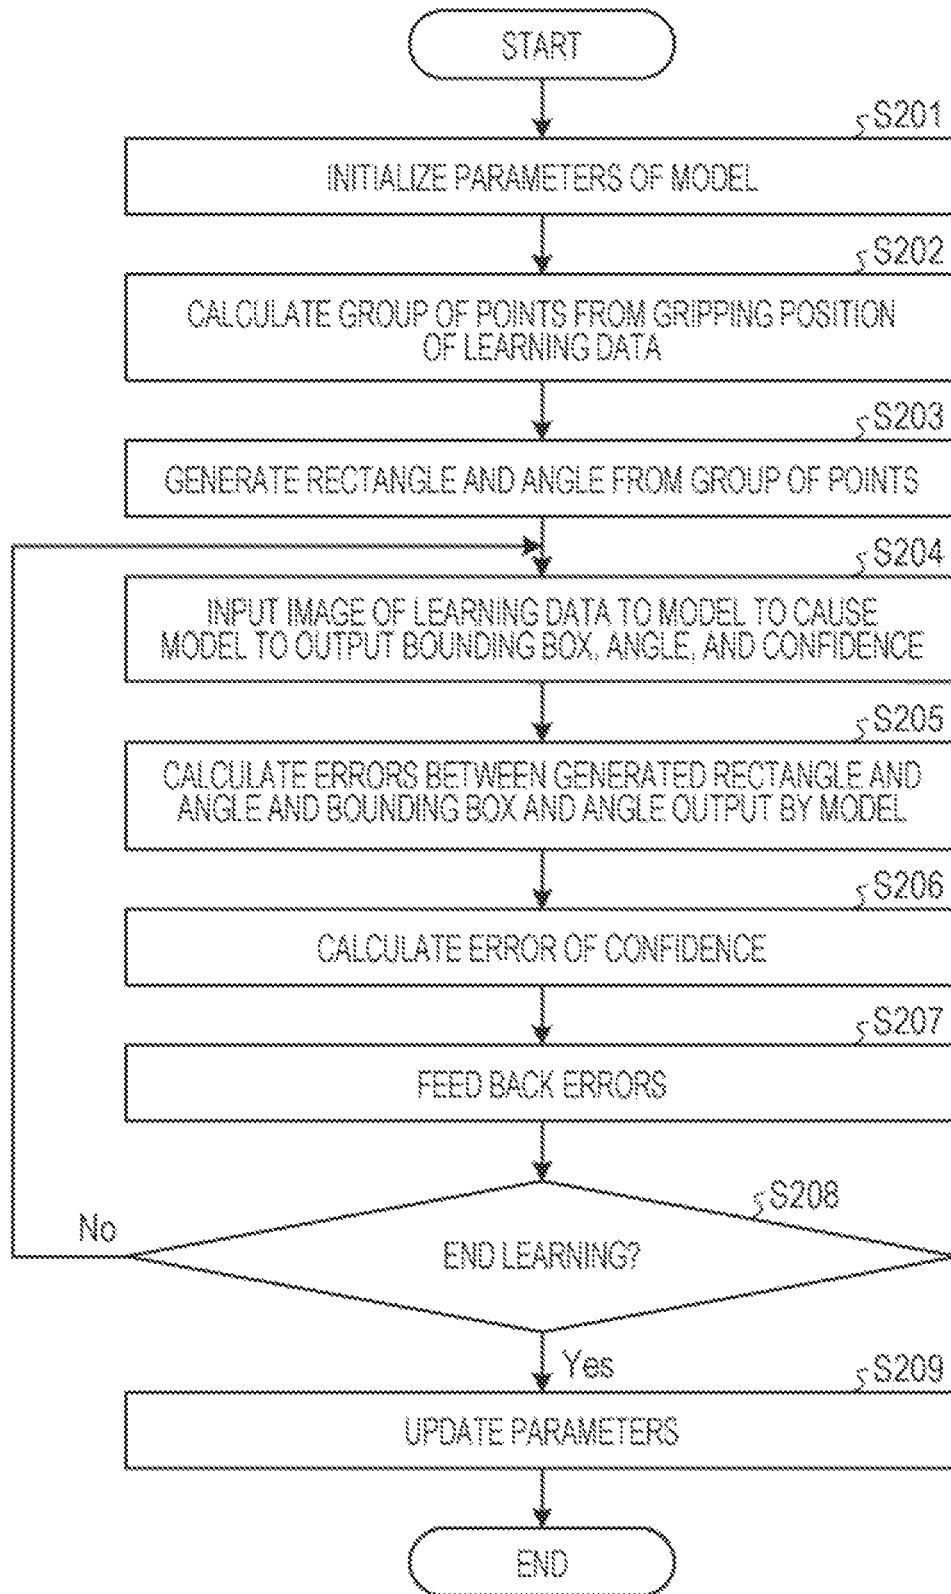 START
S201
INITIALIZE PARAMETERS OF MODEL
S202
CALCULATE GROUP OF POINTS FROM GRIPPING POSITION
OF LEARNING DATA
S203
GENERATE RECTANGLE AND ANGLE FROM GROUP OF POINTS
S204
INPUT IMAGE OF LEARNING DATA TO MODEL TO CAUSE
MODEL TO OUTPUT BOUNDING BOX, ANGLE, AND CONFIDENCE
S205
CALCULATE ERRORS BETWEEN GENERATED RECTANGLE AND
ANGLE AND BOUNDING BOX AND ANGLE OUTPUT BY MODEL
S206
CALCULATE ERROR OF CONFIDENCE
S207
FEED BACK ERRORS
S208
No
END LEARNING?
Yes
S209
UPDATE PARAMETERS
END